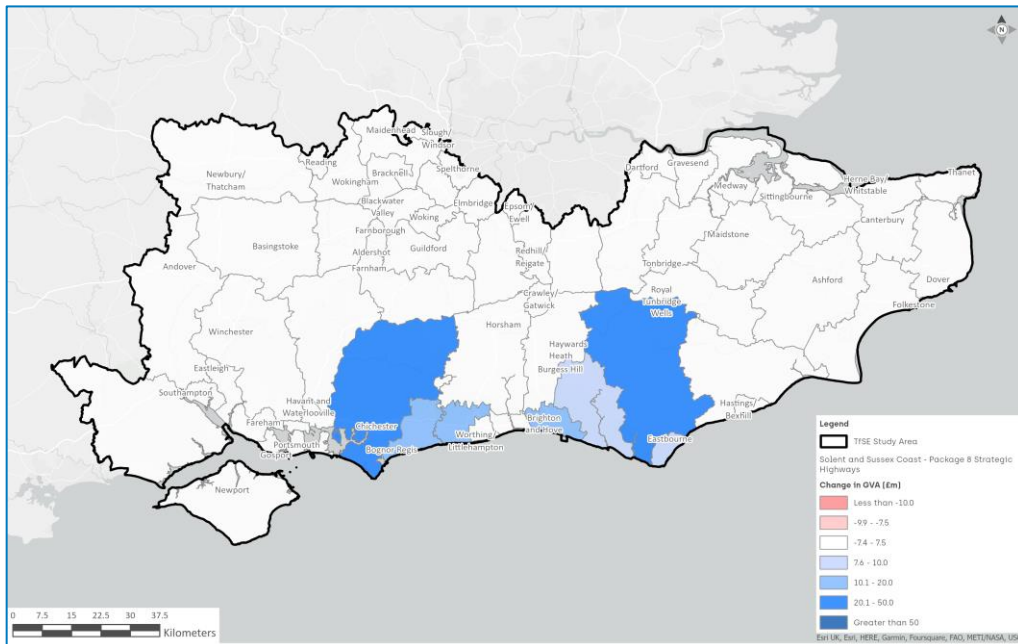 N
Maidenhead
Slough/
Windsor
Reading
Newbury/
Thatcham
Wokingham
Bracknell
Spelthorne
Dartford
Gravesend
Medway
Sittingbourne
Herne Bay/
Whitstable
Thanet
Blackwater
Valley
Woking
Elmbridge
Epsom/
Ewell
Canterbury
Farnborough
Aldershot
Guildford
Farnham
Basingstoke
Redhill/
Reigate
Maidstone
Andover
Tonbridge
Ashford
Dover
Royal
Tunbridge
Wells
Crawley/
Gatwick
Folkestone
Winchester
Horsham
Haywards
Heath
Burgess Hill
Eastleigh
Southampton
Havant and
Waterlooville
Chichester
Fareham
Portsmouth
Gosport
Bognor Regis
Worthing/
Littlehampton
Brighton
and Hove
Hastings/
Bexhill
Eastbourne
Newport
Legend
TfSE Study Area
Solent and Sussex Coast - Package 8 Strategic
Highways
Change in GVA (£m)
Less than -10.0
-9.9 - -7.5
-7.4 - 7.5
7.6 - 10.0
10.1 - 20.0
20.1 - 50.0
Greater than 50
0 7.5 15 22.5 30 37.5
Kilometers
Esri UK, Esri, HERE, Garmin, Foursquare, FAO, METI/NASA, US